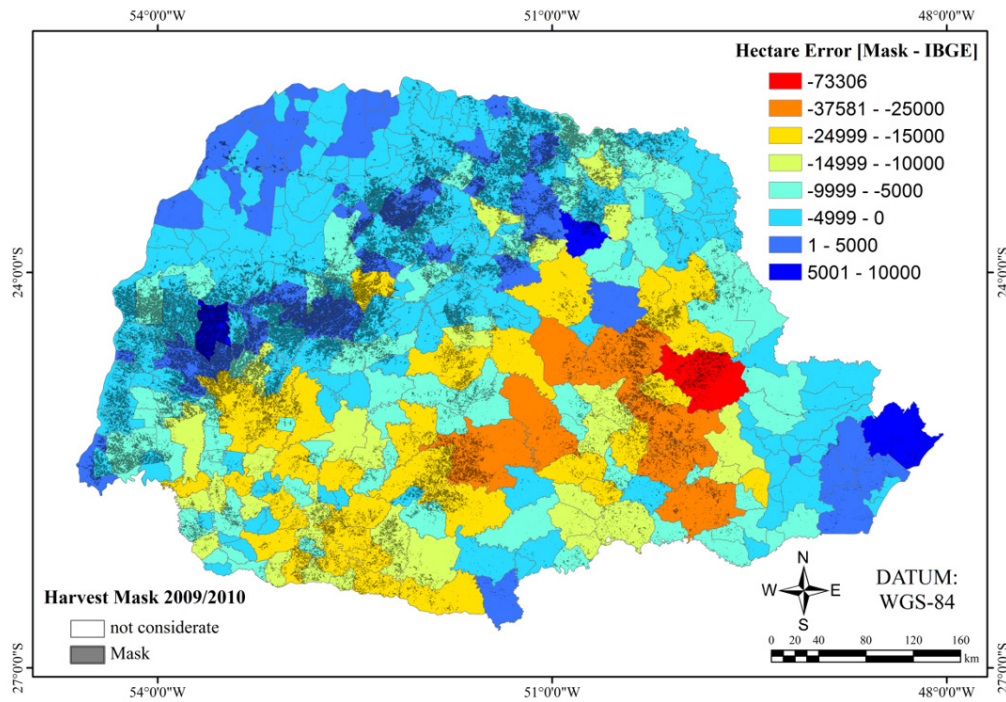 54°0'0"W 51°0'0"W 48°0'0"W
Hectare Error [Mask - IBGE]
-73306
-37581 - -25000
-24999 - -15000
-14999 - -10000
-9999 - -5000
-4999 - 0
1 - 5000
5001 - 10000
24°0'0"S 24°0'0"S
Harvest Mask 2009/2010
not considerate
Mask
N
W E
S
DATUM:
WGS-84
0 20 40 80 120 160
km
27°0'0"S 27°0'0"S
54°0'0"W 51°0'0"W 48°0'0"W